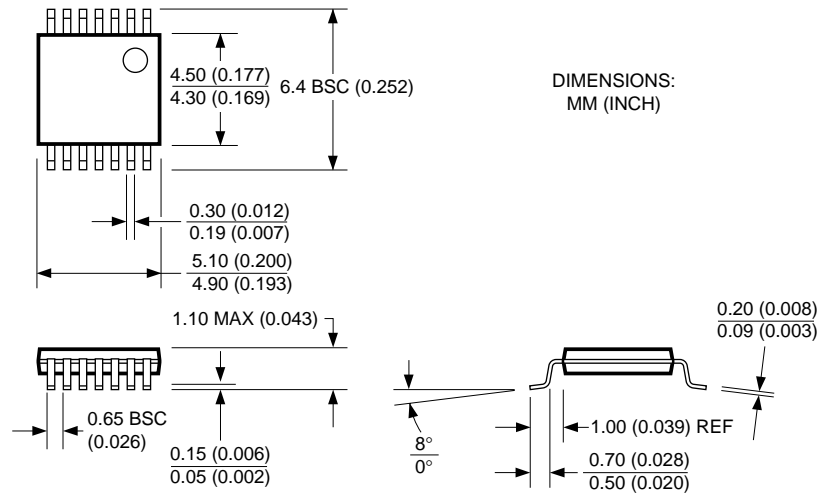 4.50 (0.177)
4.30 (0.169)
6.4 BSC (0.252)
DIMENSIONS:
MM (INCH)
0.30 (0.012)
0.19 (0.007)
5.10 (0.200)
4.90 (0.193)
1.10 MAX (0.043)
0.20 (0.008)
0.09 (0.003)
0.65 BSC
(0.026)
0.15 (0.006)
0.05 (0.002)
8°
0°
1.00 (0.039) REF
0.70 (0.028)
0.50 (0.020)